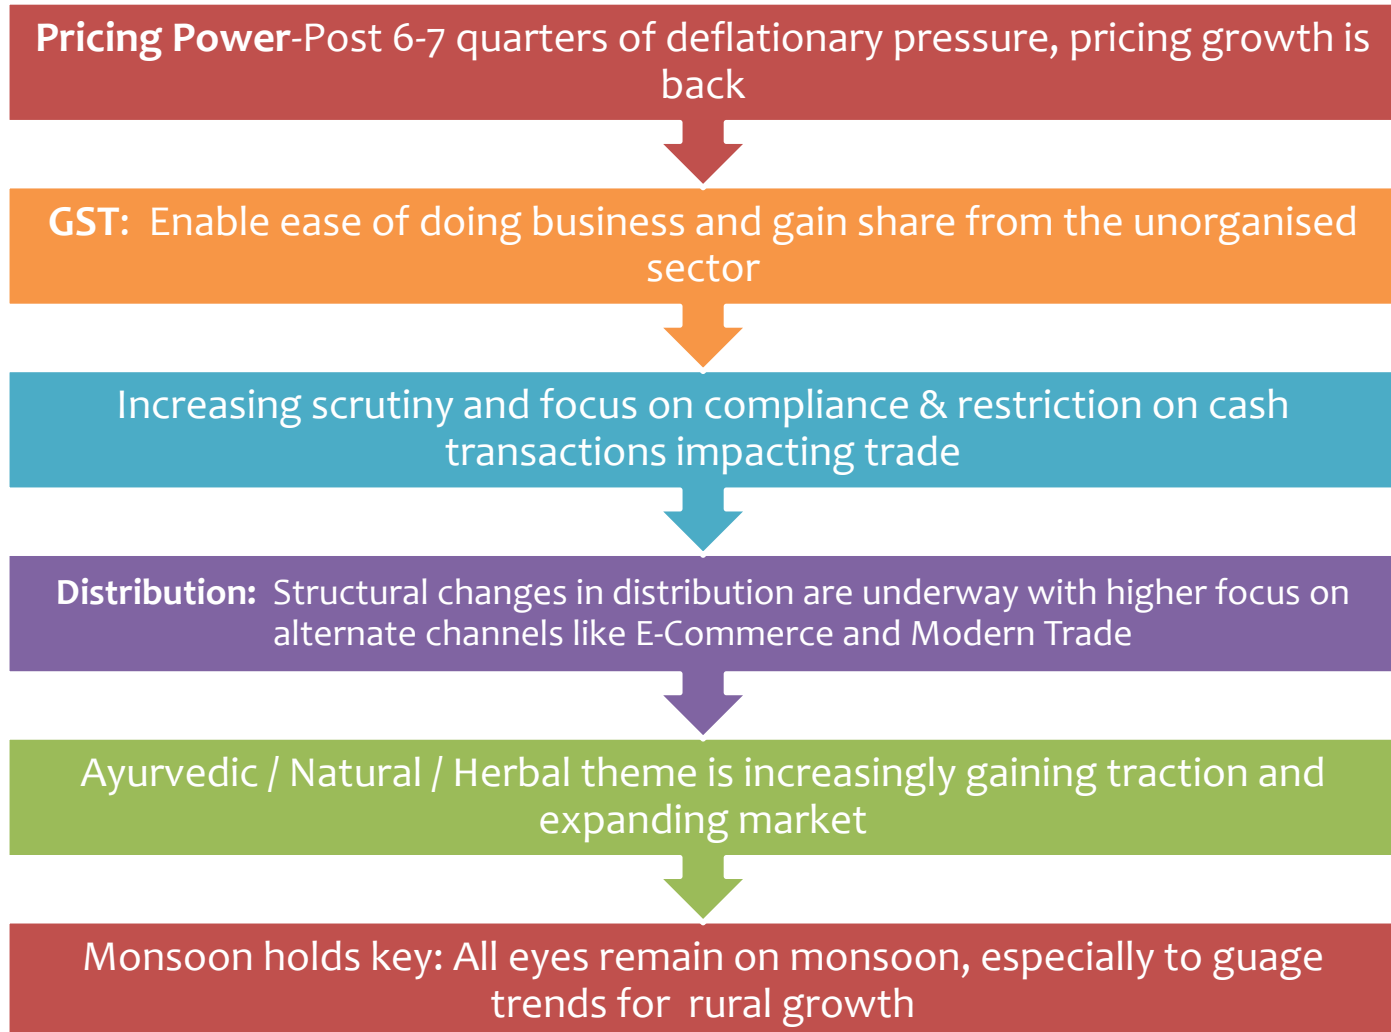 Pricing Power-Post 6-7 quarters of deflationary pressure, pricing growth is
back
GST: Enable ease of doing business and gain share from the unorganised
sector
Increasing scrutiny and focus on compliance & restriction on cash
transactions impacting trade
Distribution: Structural changes in distribution are underway with higher focus on
alternate channels like E-Commerce and Modern Trade
Ayurvedic / Natural / Herbal theme is increasingly gaining traction and
expanding market
Monsoon holds key: All eyes remain on monsoon, especially to guage
trends for rural growth